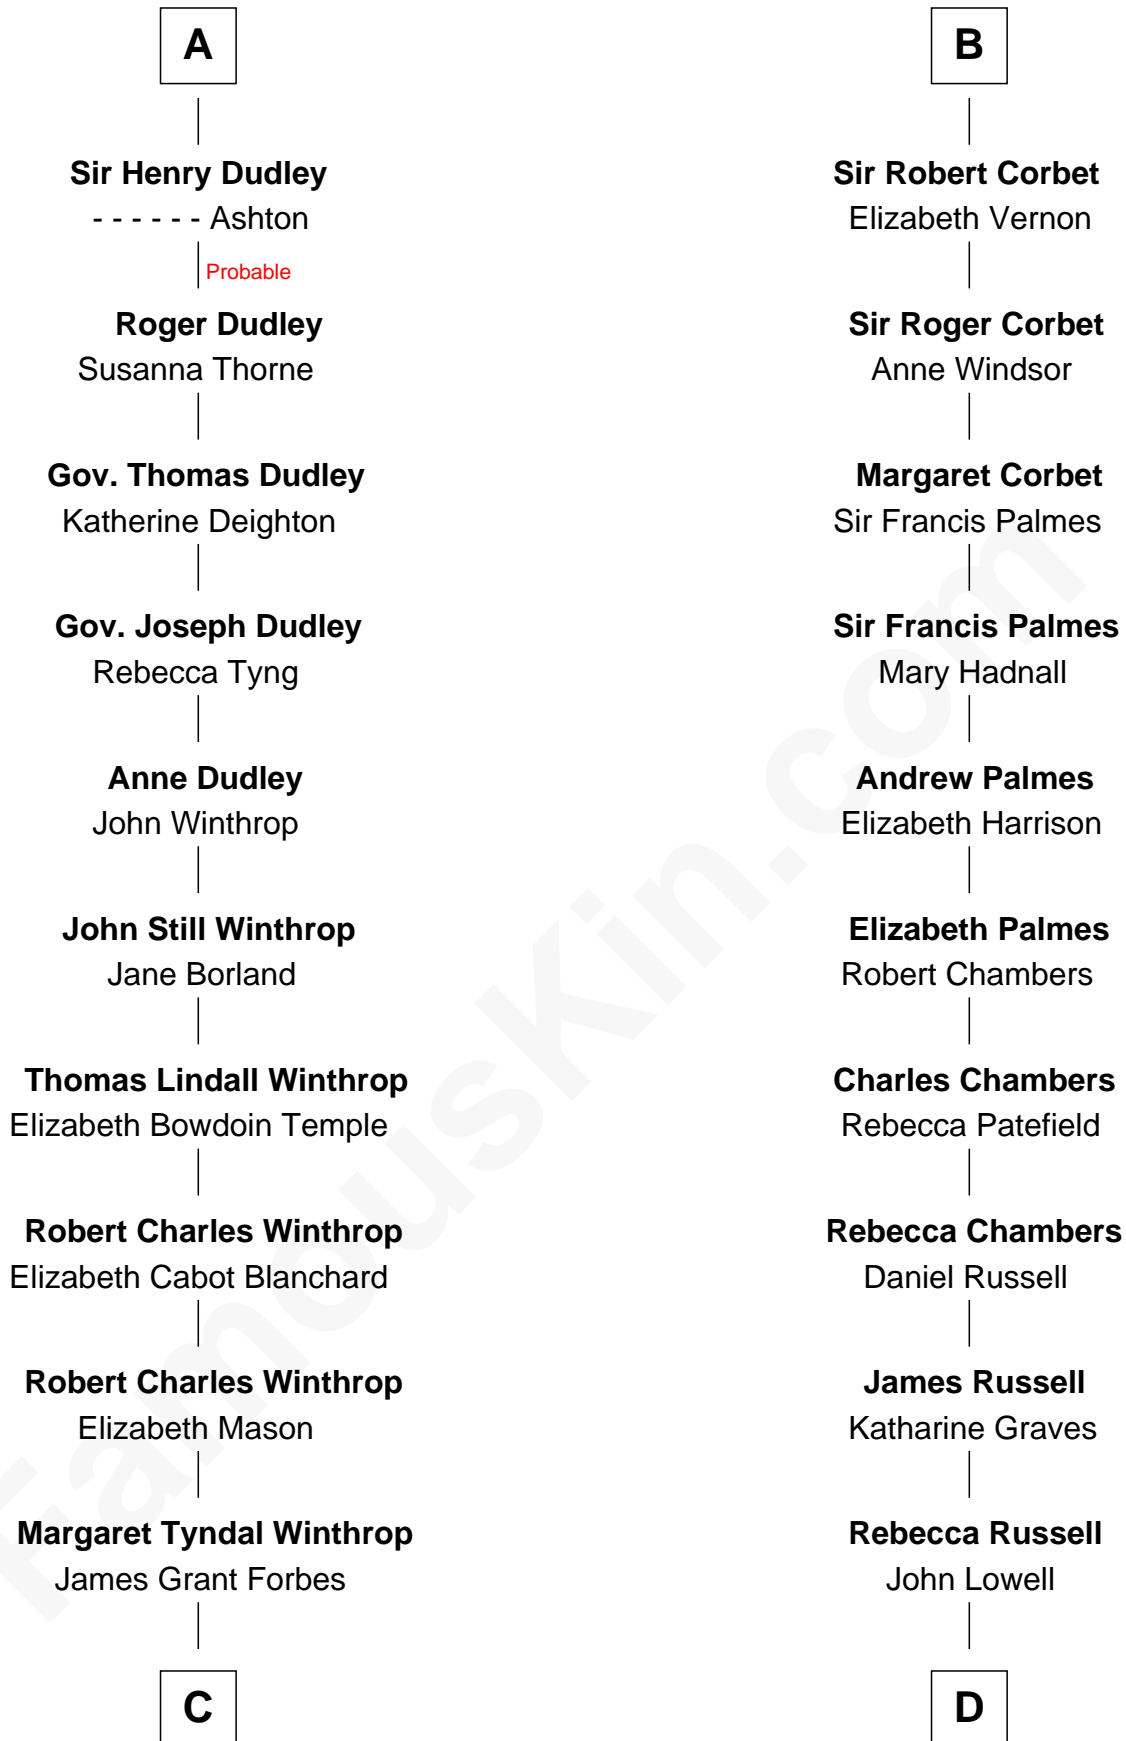 A
Sir Henry Dudley
- - - - - - Ashton
Probable
Roger Dudley
Susanna Thorne
Gov. Thomas Dudley
Katherine Deighton
Gov. Joseph Dudley
Rebecca Tyng
Anne Dudley
John Winthrop
John Still Winthrop
Jane Borland
Thomas Lindall Winthrop
Elizabeth Bowdoin Temple
Robert Charles Winthrop
Elizabeth Cabot Blanchard
Robert Charles Winthrop
Elizabeth Mason
Margaret Tyndal Winthrop
James Grant Forbes
C
B
Sir Robert Corbet
Elizabeth Vernon
Sir Roger Corbet
Anne Windsor
Margaret Corbet
Sir Francis Palmes
Sir Francis Palmes
Mary Hadnall
Andrew Palmes
Elizabeth Harrison
Elizabeth Palmes
Robert Chambers
Charles Chambers
Rebecca Patefield
Rebecca Chambers
Daniel Russell
James Russell
Katharine Graves
Rebecca Russell
John Lowell
D
FamousKin.com